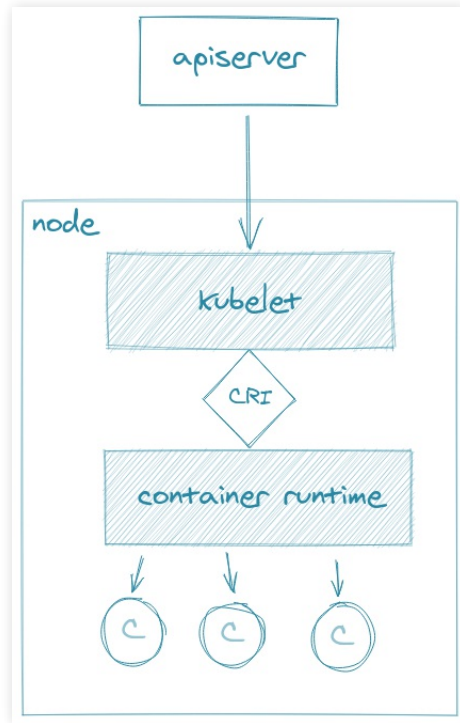 apiserver
node
kubelet
CRI
container runtime
C
C
C